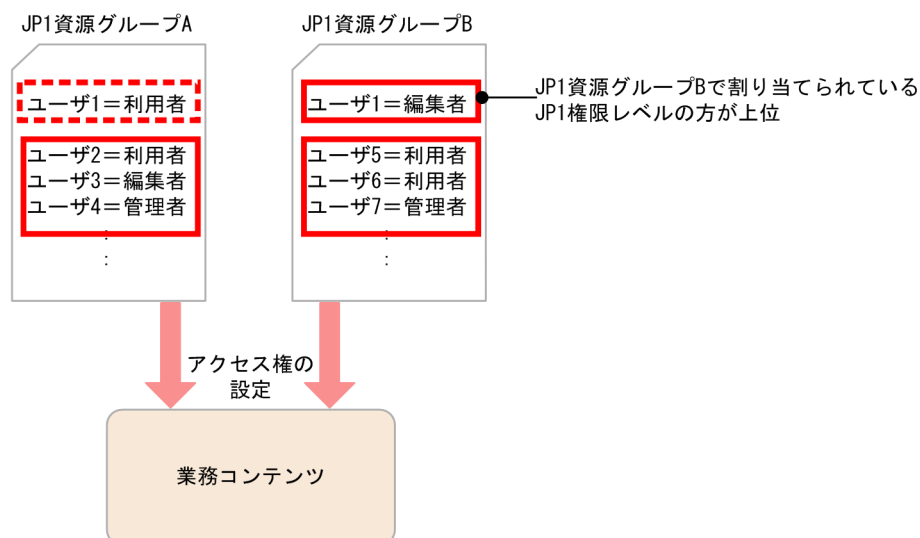 JP1資源グループA
ユーザ1＝利用者
ユーザ2＝利用者
ユーザ3＝編集者
ユーザ4＝管理者
:
:
JP1資源グループB
ユーザ1＝編集者
ユーザ5＝利用者
ユーザ6＝利用者
ユーザ7＝管理者
:
:
JP1資源グループBで割り当てられている
JP1権限レベルの方が上位
アクセス権の
設定
業務コンテンツ